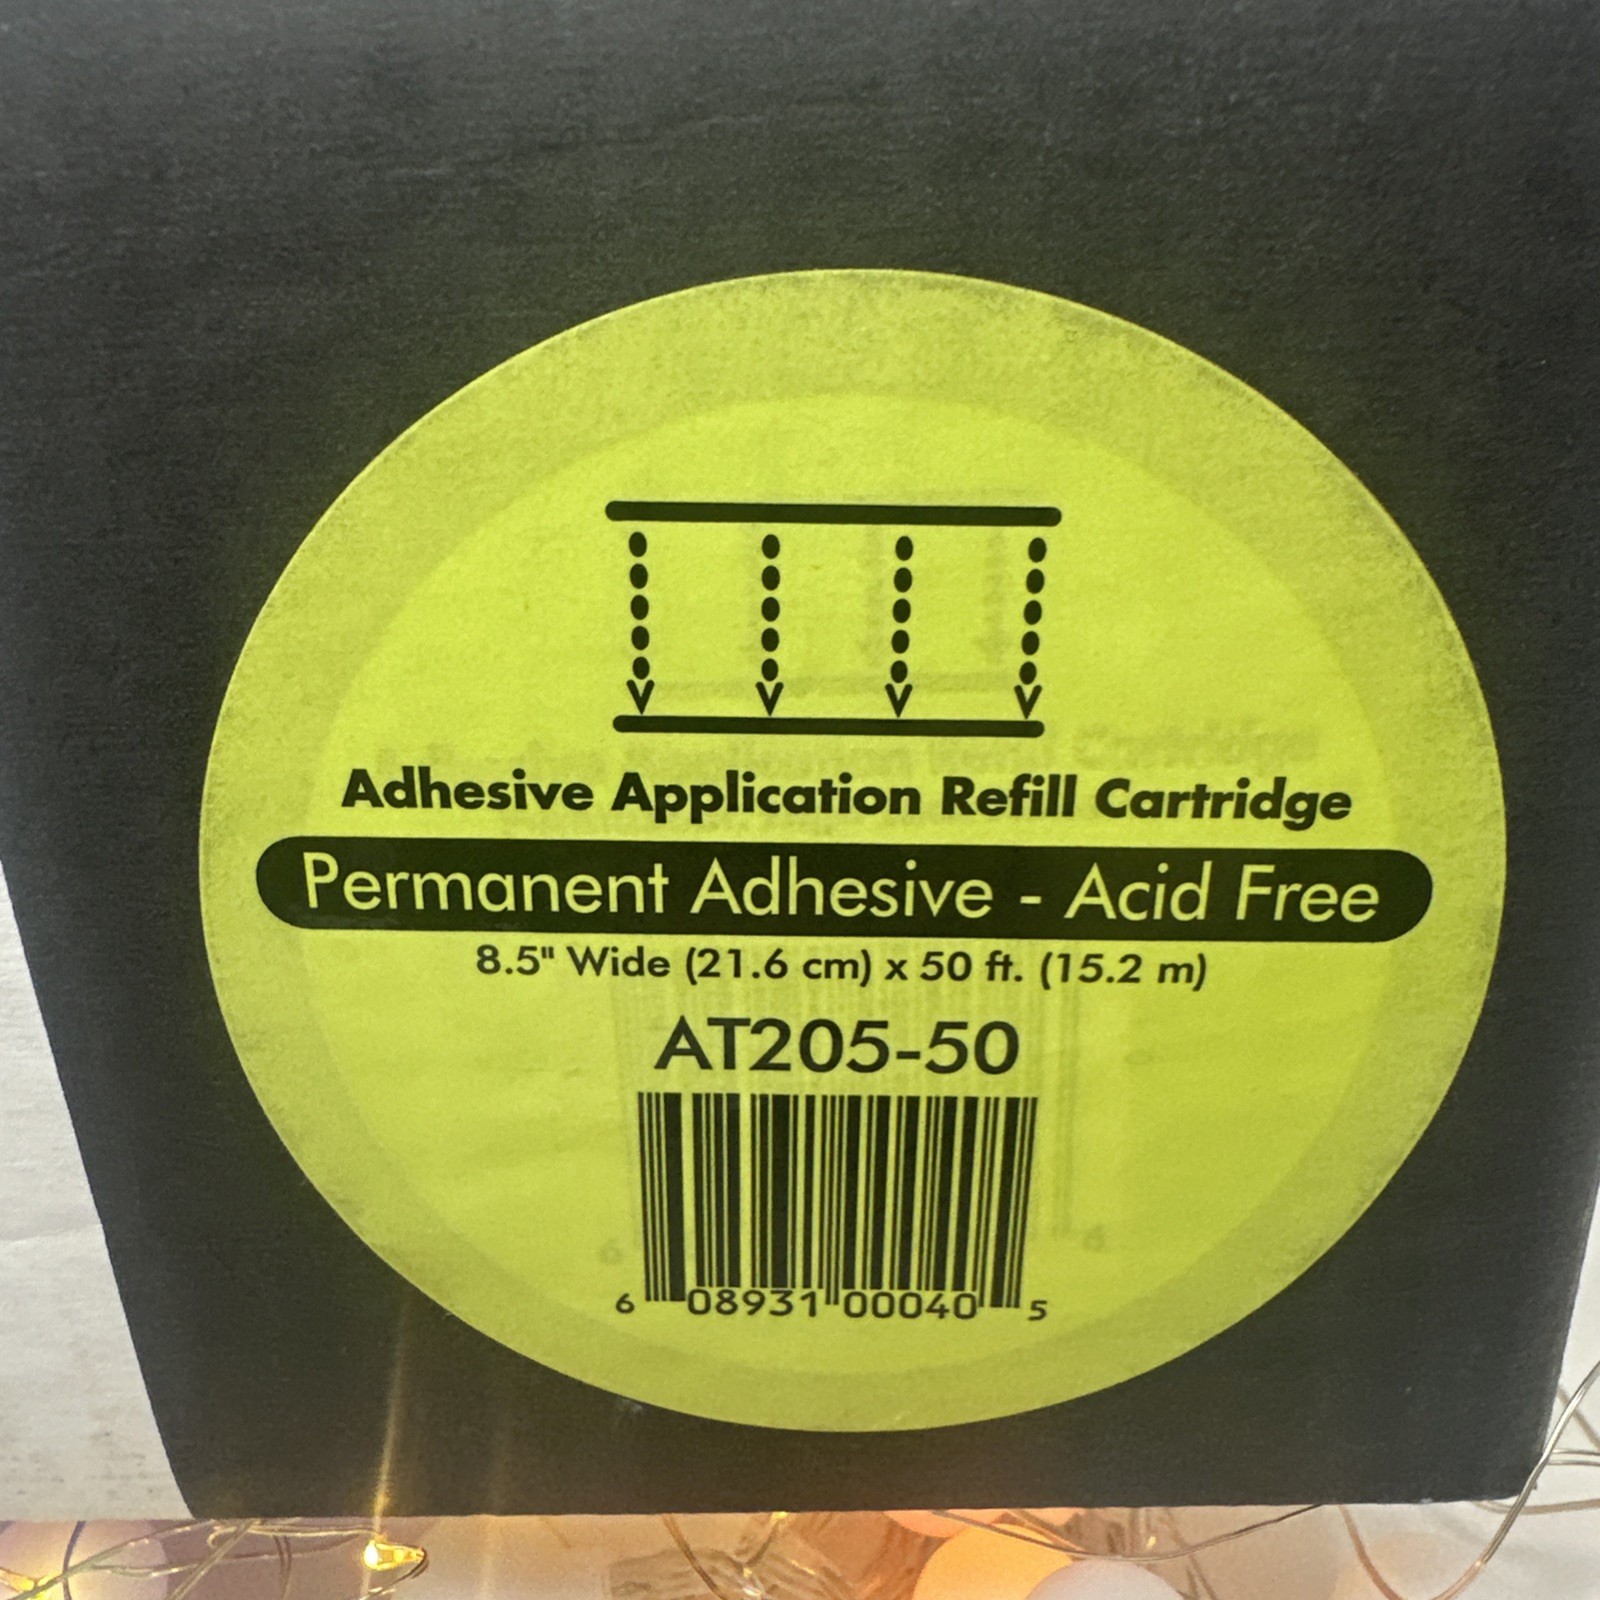 Adhesive Application Refill Cartridge
Permanent Adhesive - Acid Free
8.5" Wide (21.6 cm) x 50 ft. (15.2 m)
AT205-50
6 08931 00040 5